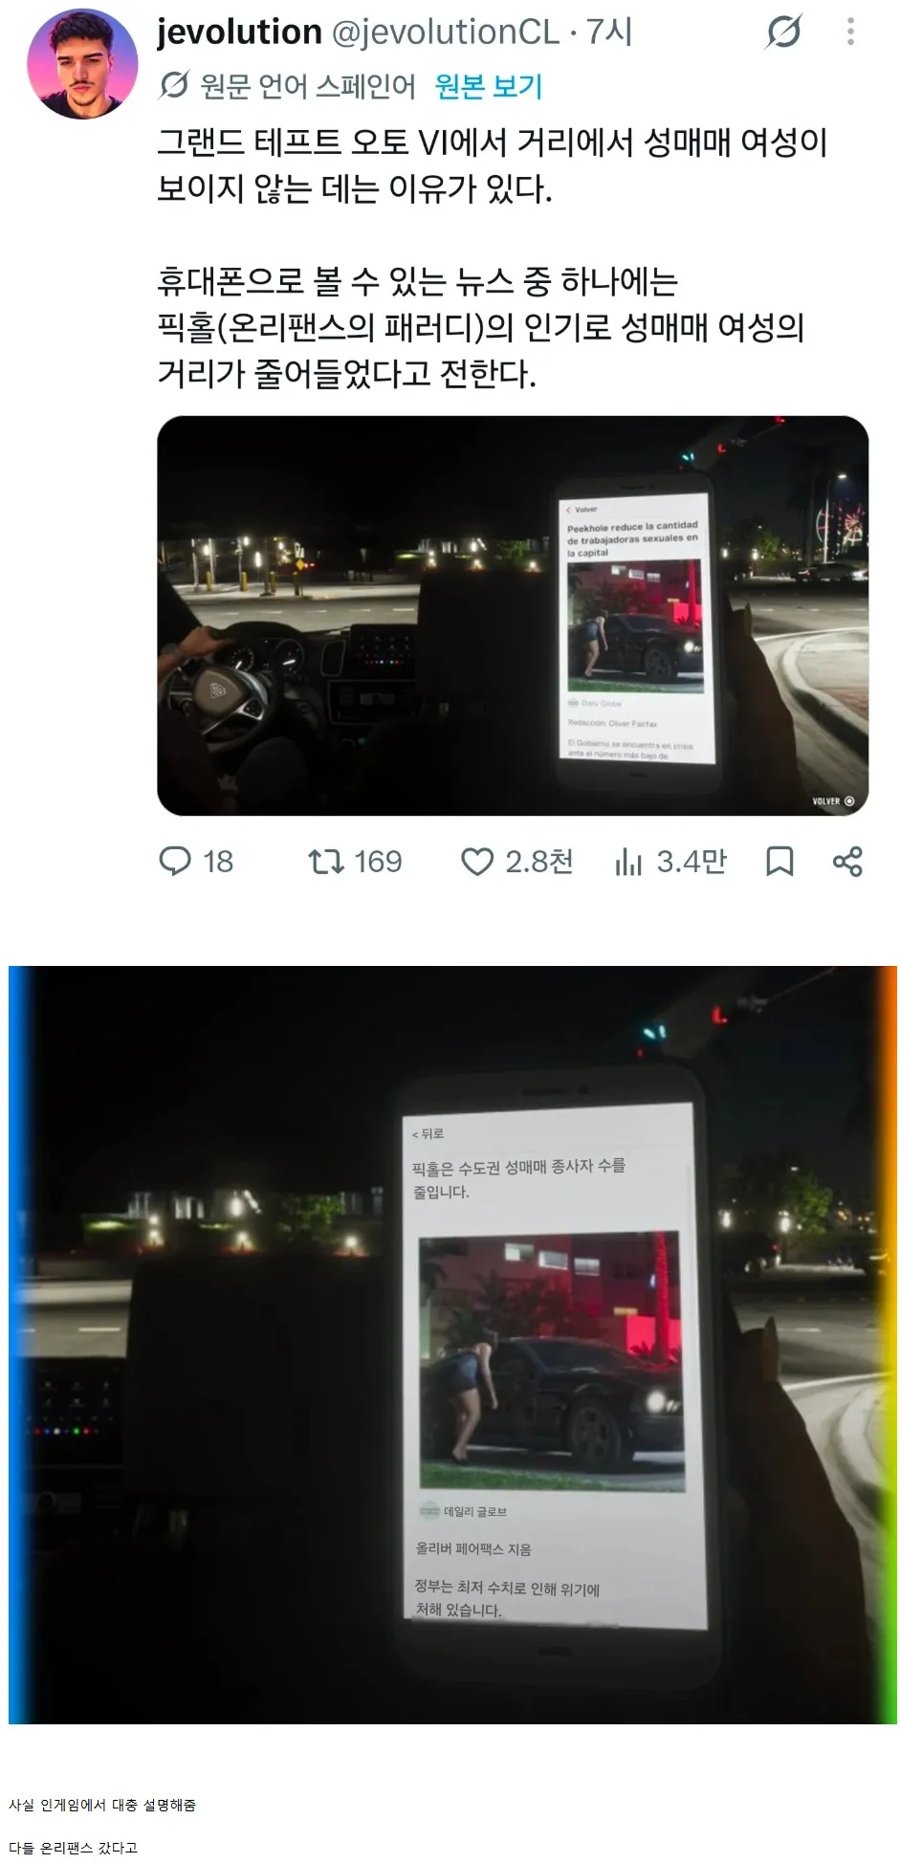 jevolution @jevolutionCL · 7시
원문 언어 스페인어 원본 보기
그랜드 테프트 오토 VI에서 거리에서 성매매 여성이
보이지 않는 데는 이유가 있다.
휴대폰으로 볼 수 있는 뉴스 중 하나에는
픽홀(온리팬스의 패러디)의 인기로 성매매 여성의
거리가 줄어들었다고 전한다.
< Volver
Peekhole reduce la cantidad
de trabajadoras sexuales en
la capital
Daily Globe
Redacción: Oliver Fairfax
El Gobierno se encuentra en crisis
ante el número más bajo de
VOLVER
18 169 2.8천 3.4만
< 뒤로
픽홀은 수도권 성매매 종사자 수를
줄입니다.
데일리 글로브
올리버 페어팩스 지음
정부는 최저 수치로 인해 위기에
처해 있습니다.
사실 인게임에서 대충 설명해줌
다들 온리팬스 갔다고